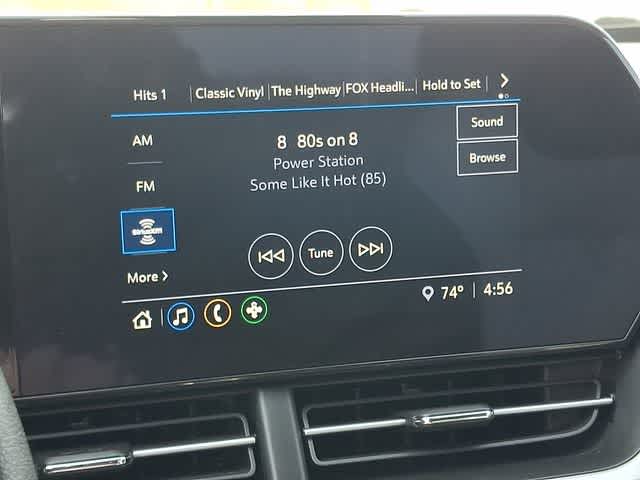 Hits 1 Classic Vinyl The Highway FOX Headli... Hold to Set
AM
8 80s on 8
Sound
Power Station
Browse
FM
Some Like It Hot (85)
SiriusXM
Tune
More
74° 4:56